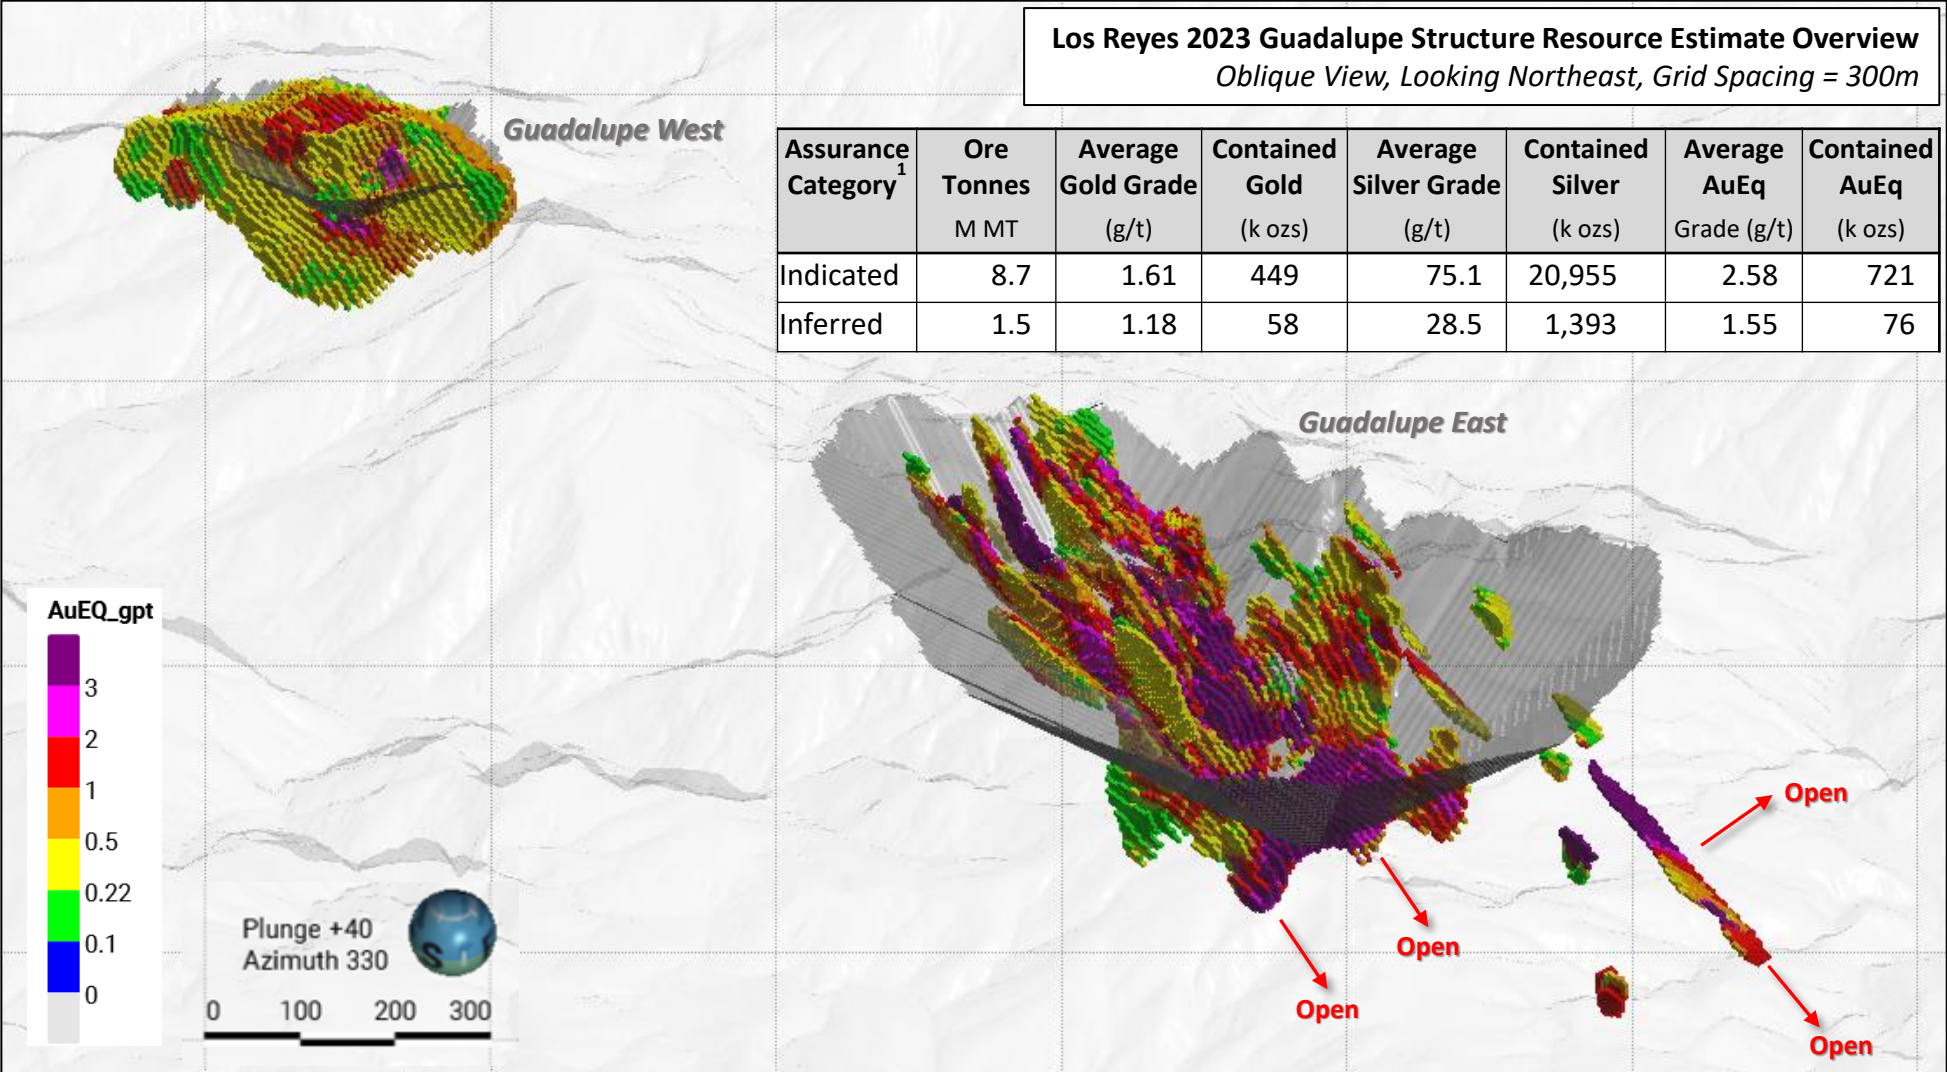 Los Reyes 2023 Guadalupe Structure Resource Estimate Overview
Oblique View, Looking Northeast, Grid Spacing = 300m
Guadalupe West
Assurance Category1 Ore Tonnes Average Gold Grade Contained Gold Average Silver Grade Contained Silver Average AuEq Contained AuEq
M MT (g/t) (k ozs) (g/t) (k ozs) Grade (g/t) (k ozs)
Indicated 8.7 1.61 449 75.1 20,955 2.58 721
Inferred 1.5 1.18 58 28.5 1,393 1.55 76
Guadalupe East
AuEQ_gpt
3
2
1
0.5
0.22
0.1
0
Open
Open
Open
Open
Plunge +40
Azimuth 330
S
0 100 200 300